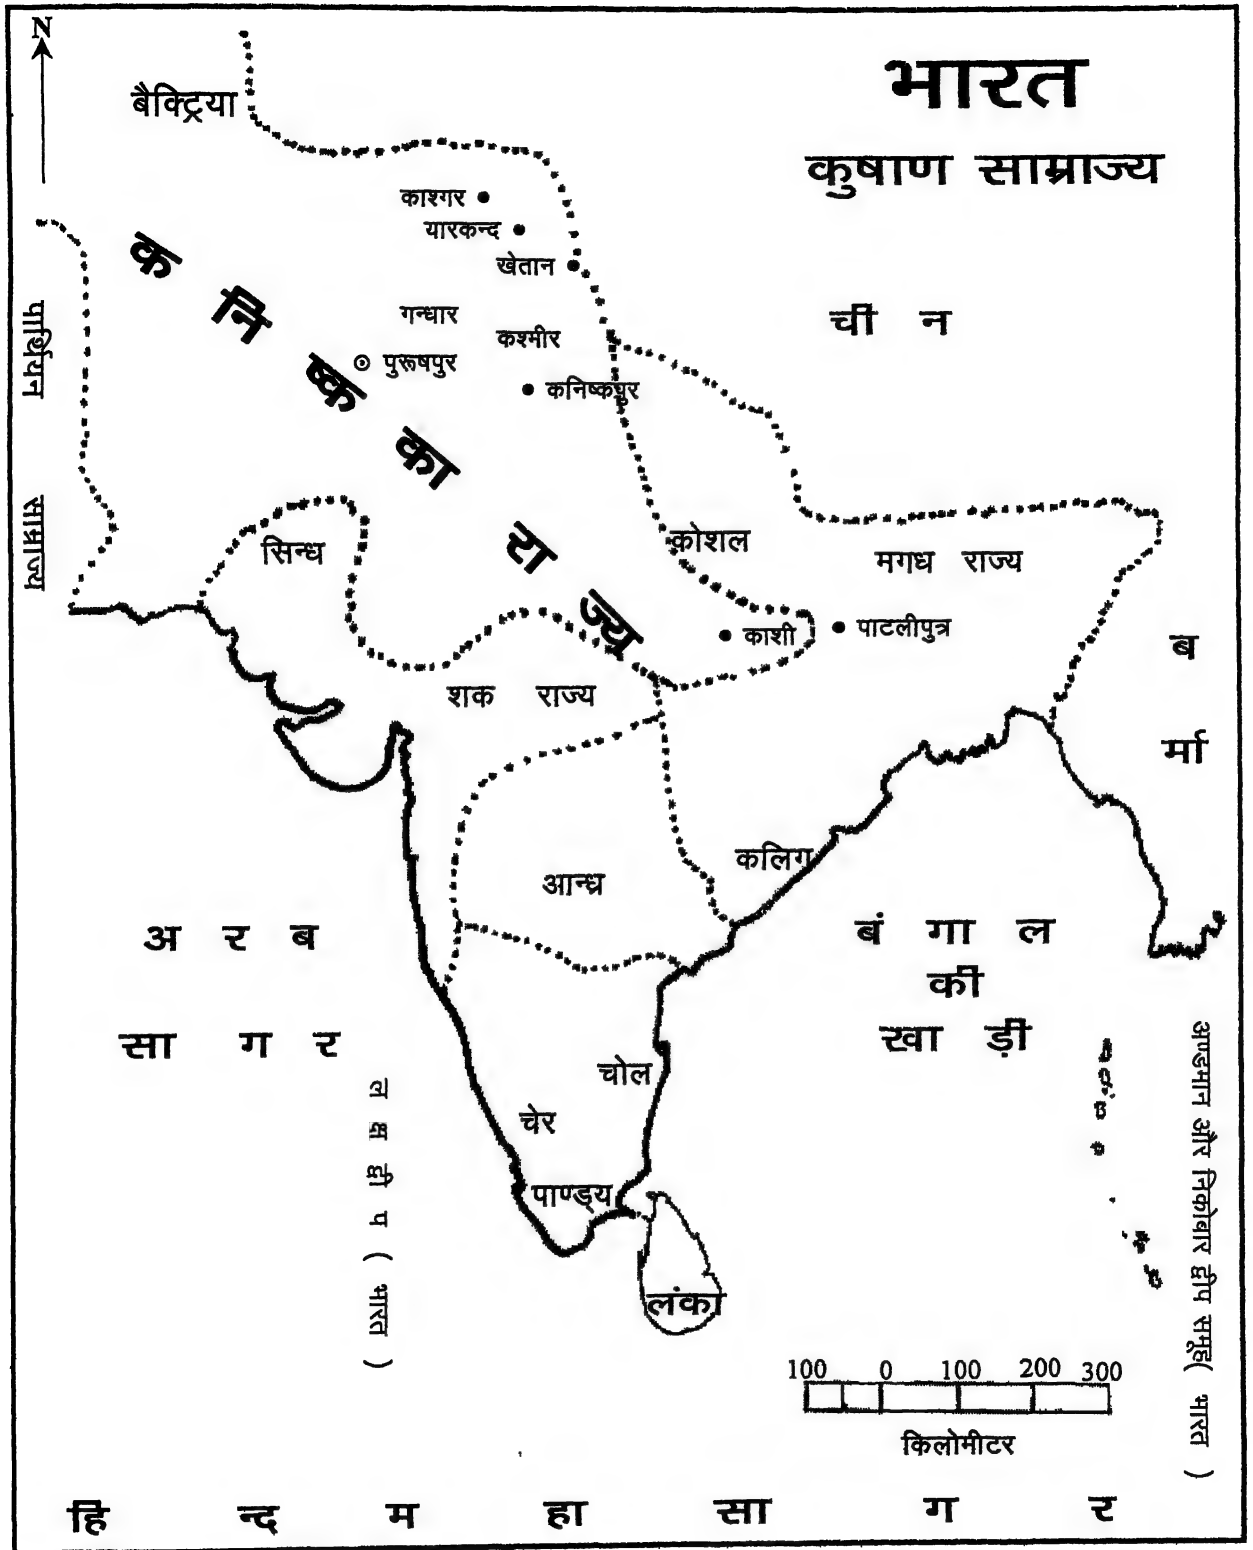 N
भारत
कुषाण साम्राज्य
बैक्ट्रिया
काश्गर
यारकन्द
खेतान
गन्धार
कश्मीर
पुरूषपुर
कनिष्कपुर
चीन
कनिष्क का राज्य
पार्थियन साम्राज्य
सिन्ध
कोशल
मगध राज्य
काशी
पाटलीपुत्र
बर्मा
शक राज्य
कलिग
आन्ध्र
अरब
सागर
बंगाल
की
खाड़ी
चोल
चेर
पाण्ड्य
लंका
लक्षद्वीप ( भारत )
अण्डमान और निकोबार द्वीप समूह( भारत )
100 0 100 200 300
किलोमीटर
हिन्द महासागर